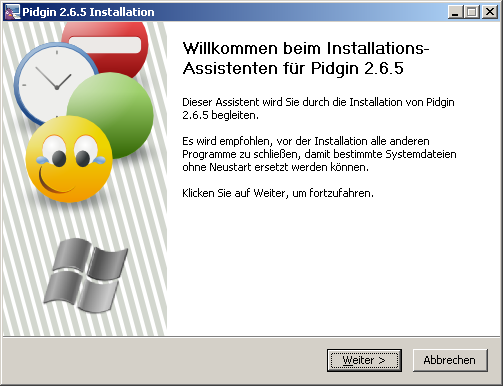 Pidgin 2.6.5 Installation
Willkommen beim Installations-
Assistenten für Pidgin 2.6.5
Dieser Assistent wird Sie durch die Installation von Pidgin
2.6.5 begleiten.
Es wird empfohlen, vor der Installation alle anderen
Programme zu schließen, damit bestimmte Systemdateien
ohne Neustart ersetzt werden können.
Klicken Sie auf Weiter, um fortzufahren.
Weiter >
Abbrechen